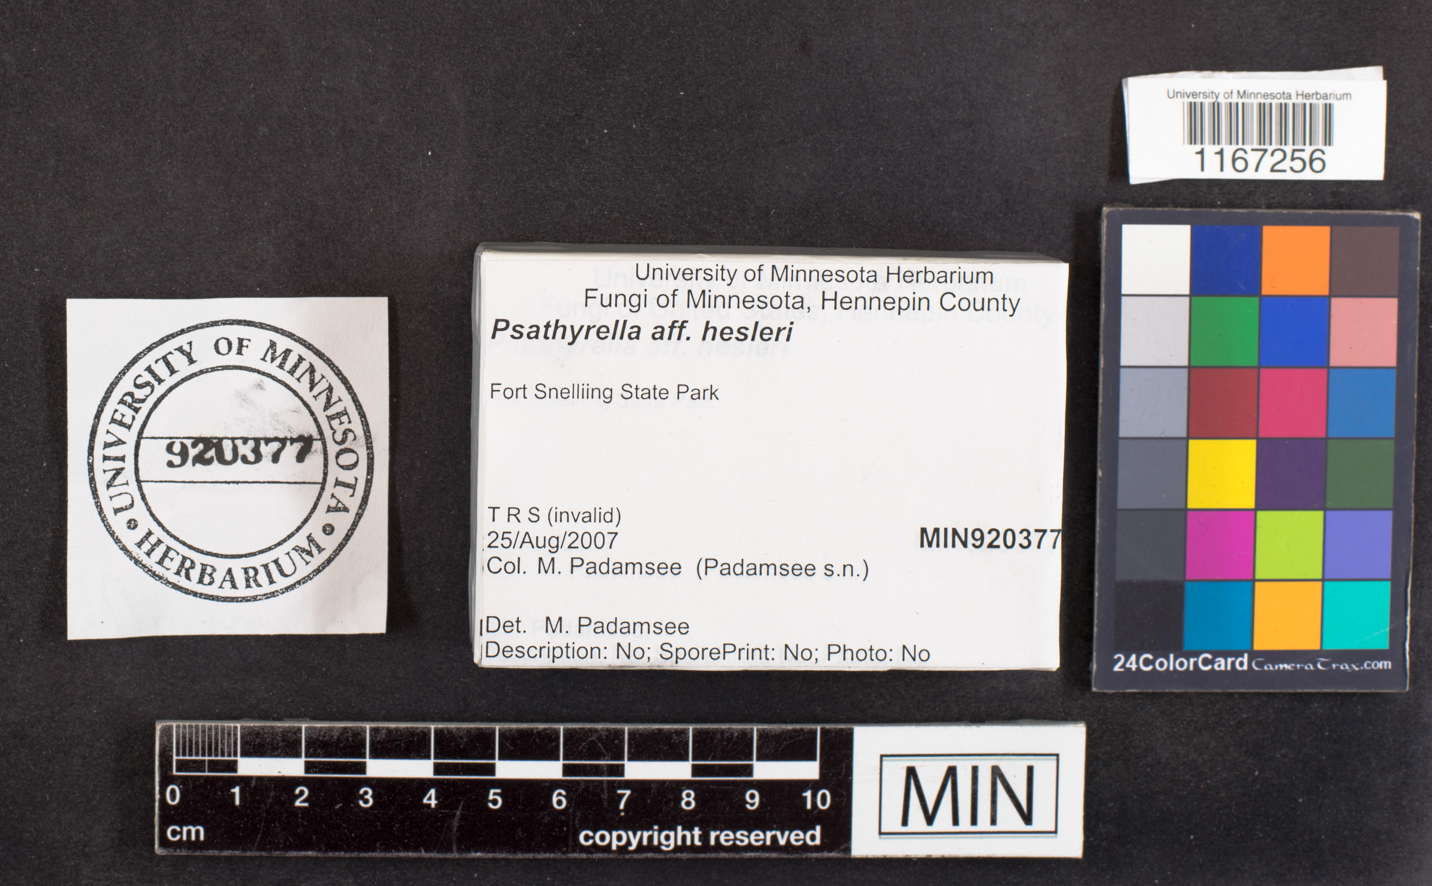 University of Minnesota Herbarium
1167256
University of Minnesota Herbarium
Fungi of Minnesota, Hennepin County
Psathyrella aff. hesleri
Fort Snelliing State Park
T R S (invalid)
25/Aug/2007
MIN920377
Col. M. Padamsee (Padamsee s.n.)
Det. M. Padamsee
Description: No; SporePrint: No; Photo: No
UNIVERSITY OF MINNESOTA
920377
• HERBARIUM •
24ColorCard CameraTrax.com
0 1 2 3 4 5 6 7 8 9 10
cm
copyright reserved
MIN